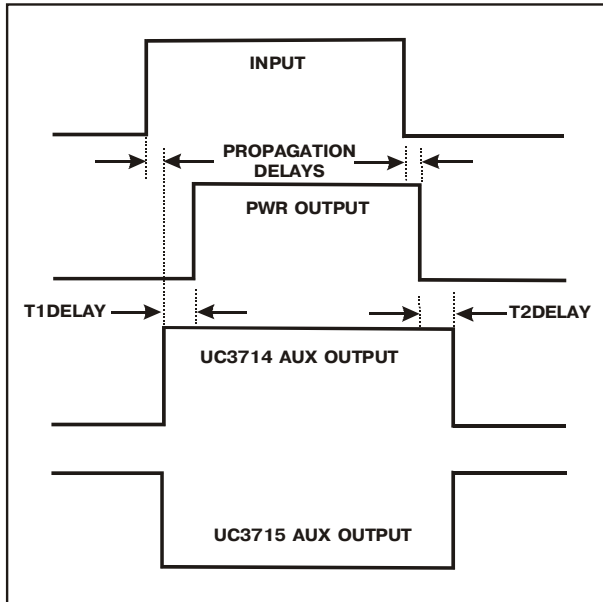 INPUT
PROPAGATION
DELAYS
PWR OUTPUT
T1DELAY
T2DELAY
UC3714 AUX OUTPUT
UC3715 AUX OUTPUT